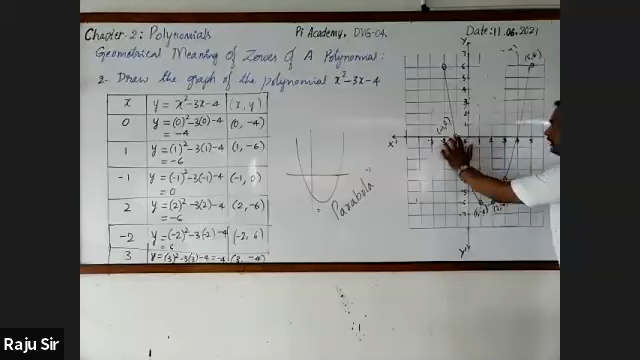 Chapter-2: Polynomials
Pi Academy, DVG-04.
Date: 11.06.2021
Geometrical Meaning of Zeroes of A Polynomial:
2. Draw the graph of the polynomial x²-3x-4
x y = x²-3x-4 (x, y)
0 y = (0)²-3(0)-4 = -4 (0, -4)
1 y = (1)²-3(1)-4 = -6 (1, -6)
-1 y = (-1)²-3(-1)-4 = 0 (-1, 0)
2 y = (2)²-3(2)-4 = -6 (2, -6)
-2 y = (-2)²-3(-2)-4 = 6 (-2, 6)
3 y = (3)²-3(3)-4 = -4 (3, -4)
Parabola"
Raju Sir